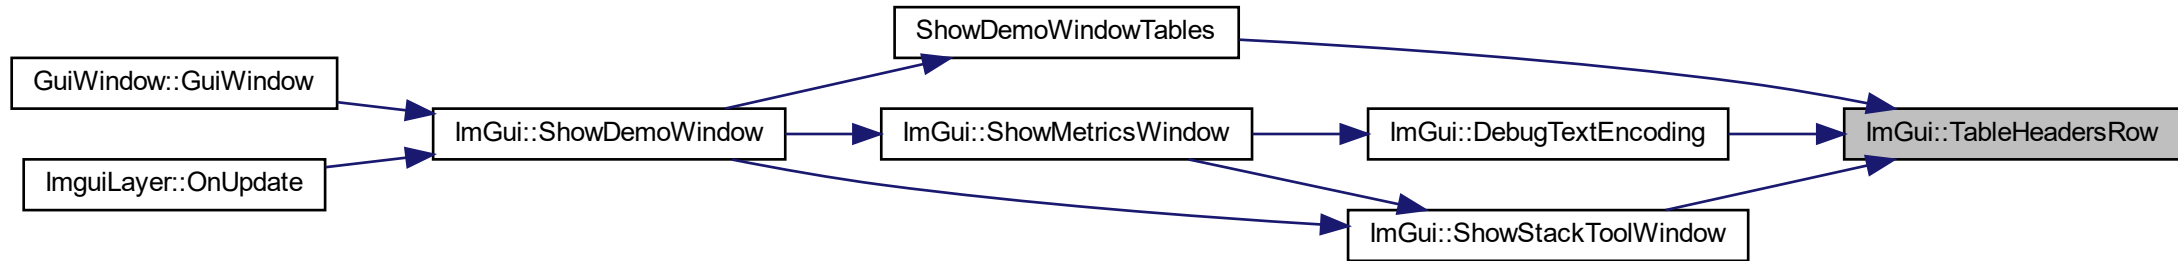 ShowDemoWindowTables
GuiWindow::GuiWindow
ImGui::ShowDemoWindow
ImGui::ShowMetricsWindow
ImGui::DebugTextEncoding
ImGui::TableHeadersRow
ImguiLayer::OnUpdate
ImGui::ShowStackToolWindow